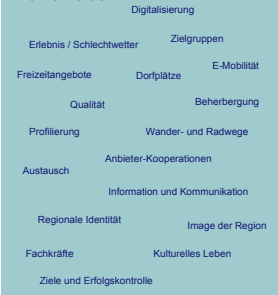 Digitalisierung
Zielgruppen
Erlebnis / Schlechtwetter
E-Mobilität
Freizeitangebote
Dorfplätze
Qualität
Beherbergung
Profilierung
Wander- und Radwege
Anbieter-Kooperationen
Austausch
Information und Kommunikation
Regionale Identität
Image der Region
Fachkräfte
Kulturelles Leben
Ziele und Erfolgskontrolle